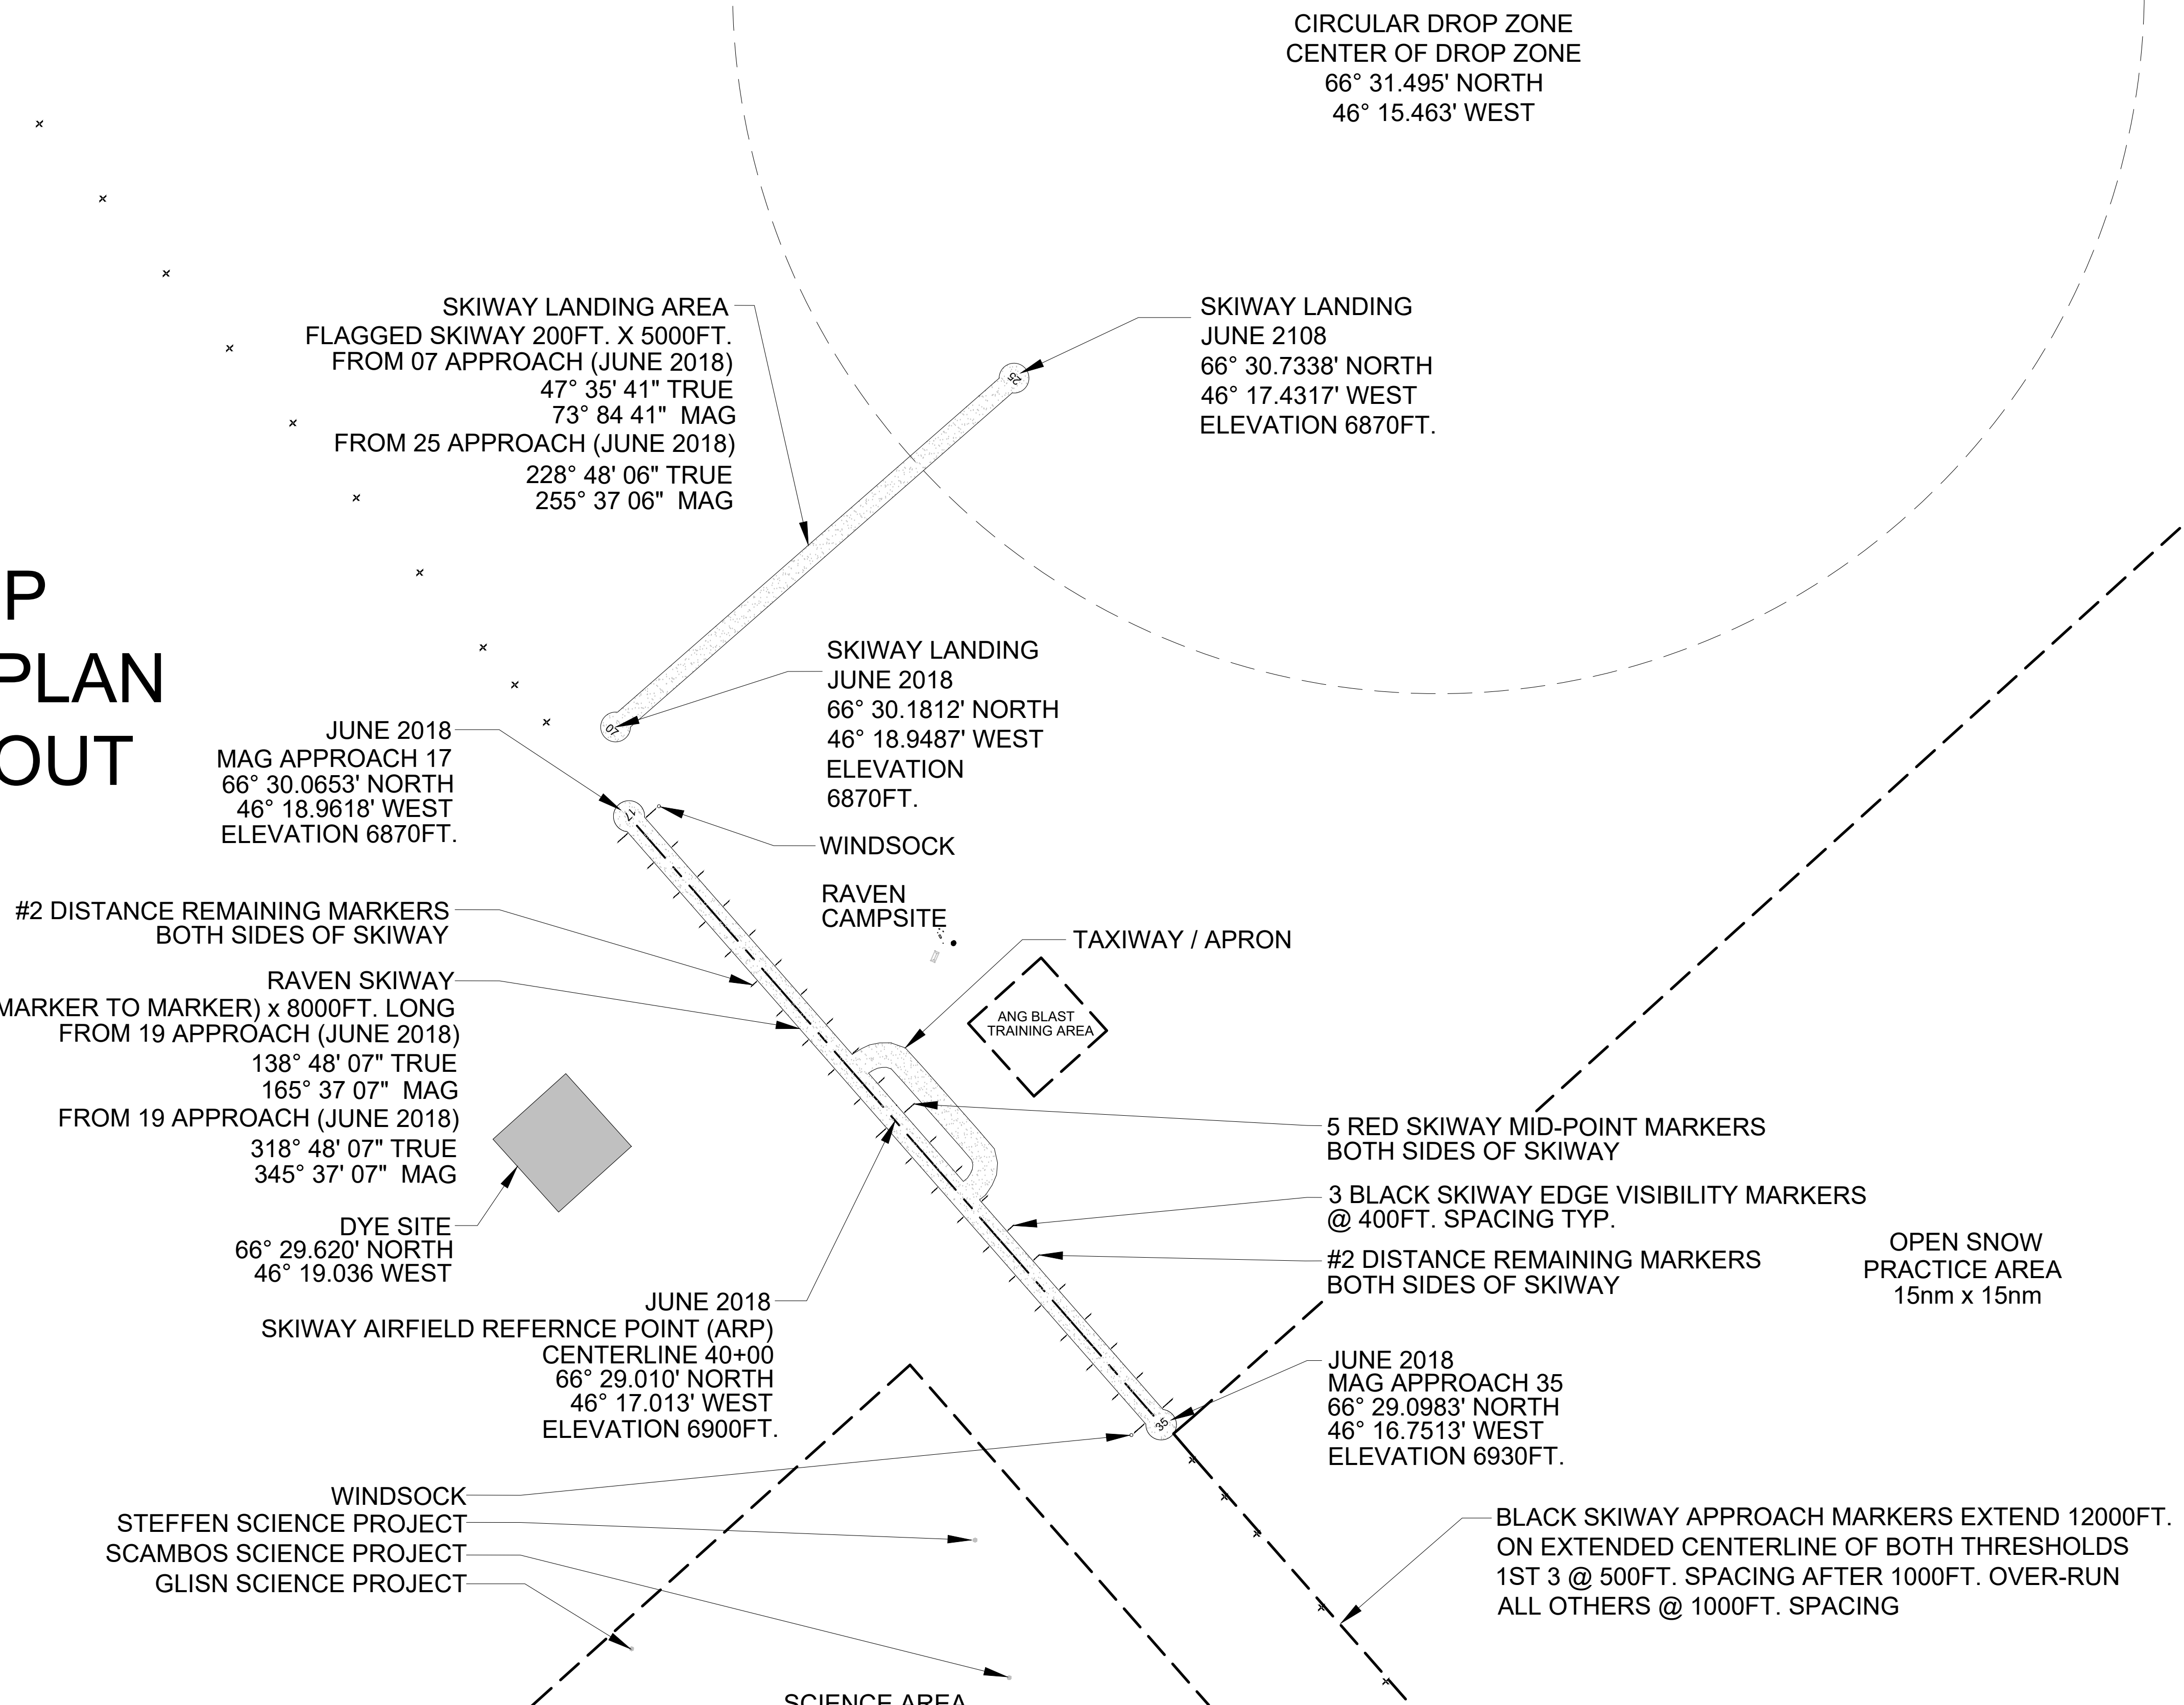 CIRCULAR DROP ZONE
CENTER OF DROP ZONE
66° 31.495' NORTH
46° 15.463' WEST
SKIWAY LANDING AREA
FLAGGED SKIWAY 200FT. X 5000FT.
FROM 07 APPROACH (JUNE 2018)
47° 35' 41" TRUE
73° 84 41" MAG
FROM 25 APPROACH (JUNE 2018)
228° 48' 06" TRUE
255° 37 06" MAG
SKIWAY LANDING
JUNE 2108
66° 30.7338' NORTH
46° 17.4317' WEST
ELEVATION 6870FT.
25
P
PLAN
OUT
SKIWAY LANDING
JUNE 2018
66° 30.1812' NORTH
46° 18.9487' WEST
ELEVATION
6870FT.
07
JUNE 2018
MAG APPROACH 17
66° 30.0653' NORTH
46° 18.9618' WEST
ELEVATION 6870FT.
17
WINDSOCK
RAVEN
CAMPSITE
#2 DISTANCE REMAINING MARKERS
BOTH SIDES OF SKIWAY
TAXIWAY / APRON
ANG BLAST
TRAINING AREA
RAVEN SKIWAY
MARKER TO MARKER) x 8000FT. LONG
FROM 19 APPROACH (JUNE 2018)
138° 48' 07" TRUE
165° 37 07" MAG
FROM 19 APPROACH (JUNE 2018)
318° 48' 07" TRUE
345° 37' 07" MAG
5 RED SKIWAY MID-POINT MARKERS
BOTH SIDES OF SKIWAY
3 BLACK SKIWAY EDGE VISIBILITY MARKERS
@ 400FT. SPACING TYP.
#2 DISTANCE REMAINING MARKERS
BOTH SIDES OF SKIWAY
OPEN SNOW
PRACTICE AREA
15nm x 15nm
DYE SITE
66° 29.620' NORTH
46° 19.036 WEST
JUNE 2018
SKIWAY AIRFIELD REFERNCE POINT (ARP)
CENTERLINE 40+00
66° 29.010' NORTH
46° 17.013' WEST
ELEVATION 6900FT.
JUNE 2018
MAG APPROACH 35
66° 29.0983' NORTH
46° 16.7513' WEST
ELEVATION 6930FT.
35
WINDSOCK
STEFFEN SCIENCE PROJECT
SCAMBOS SCIENCE PROJECT
GLISN SCIENCE PROJECT
BLACK SKIWAY APPROACH MARKERS EXTEND 12000FT.
ON EXTENDED CENTERLINE OF BOTH THRESHOLDS
1ST 3 @ 500FT. SPACING AFTER 1000FT. OVER-RUN
ALL OTHERS @ 1000FT. SPACING
SCIENCE AREA